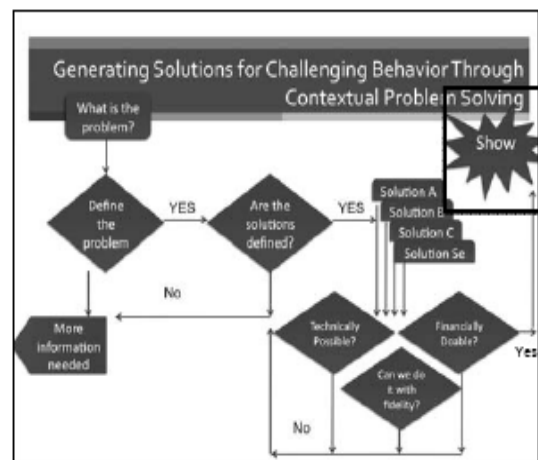 Generating Solutions for Challenging Behavior Through
Contextual Problem Solving
What is the
problem?
Show
Define
the
problem
YES
Are the
solutions
defined?
YES
Solution A
Solution B
Solution C
Solution Se
No
More
information
needed
Technically
Possible?
Financially
Doable?
Yes
Can we do
it with
fidelity?
No